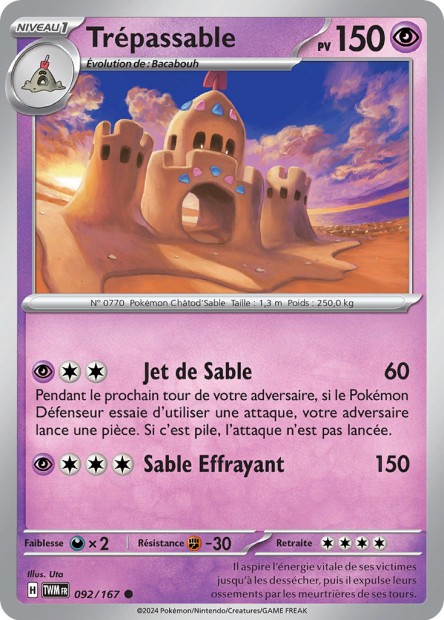 NIVEAU 1
Trépassable
PV 150
Évolution de : Bacabouh
N° 0770 Pokémon Châtod'Sable Taille : 1,3 m Poids : 250,0 kg
Jet de Sable 60
Pendant le prochain tour de votre adversaire, si le Pokémon
Défenseur essaie d'utiliser une attaque, votre adversaire
lance une pièce. Si c'est pile, l'attaque n'est pas lancée.
Sable Effrayant 150
Faiblesse ×2 Résistance -30 Retraite
Il aspire l'énergie vitale de ses victimes
jusqu'à les dessécher, puis il expulse leurs
ossements par les meurtrières de ses tours.
Illus. Uta
H TWM FR 092/167
©2024 Pokémon/Nintendo/Creatures/GAME FREAK